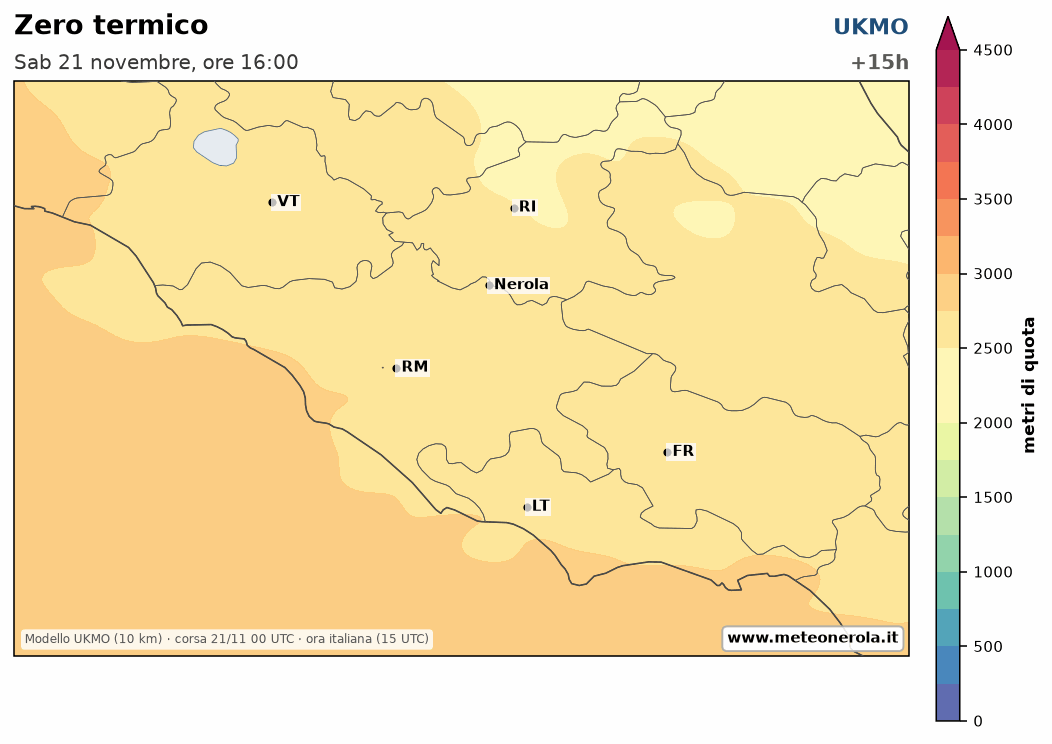 Zero termico
UKMO
Sab 21 novembre, ore 16:00
+15h
VT
RI
Nerola
RM
FR
LT
Modello UKMO (10 km) · corsa 21/11 00 UTC · ora italiana (15 UTC)
www.meteonerola.it
4500
4000
3500
3000
2500
2000
1500
1000
500
0
metri di quota